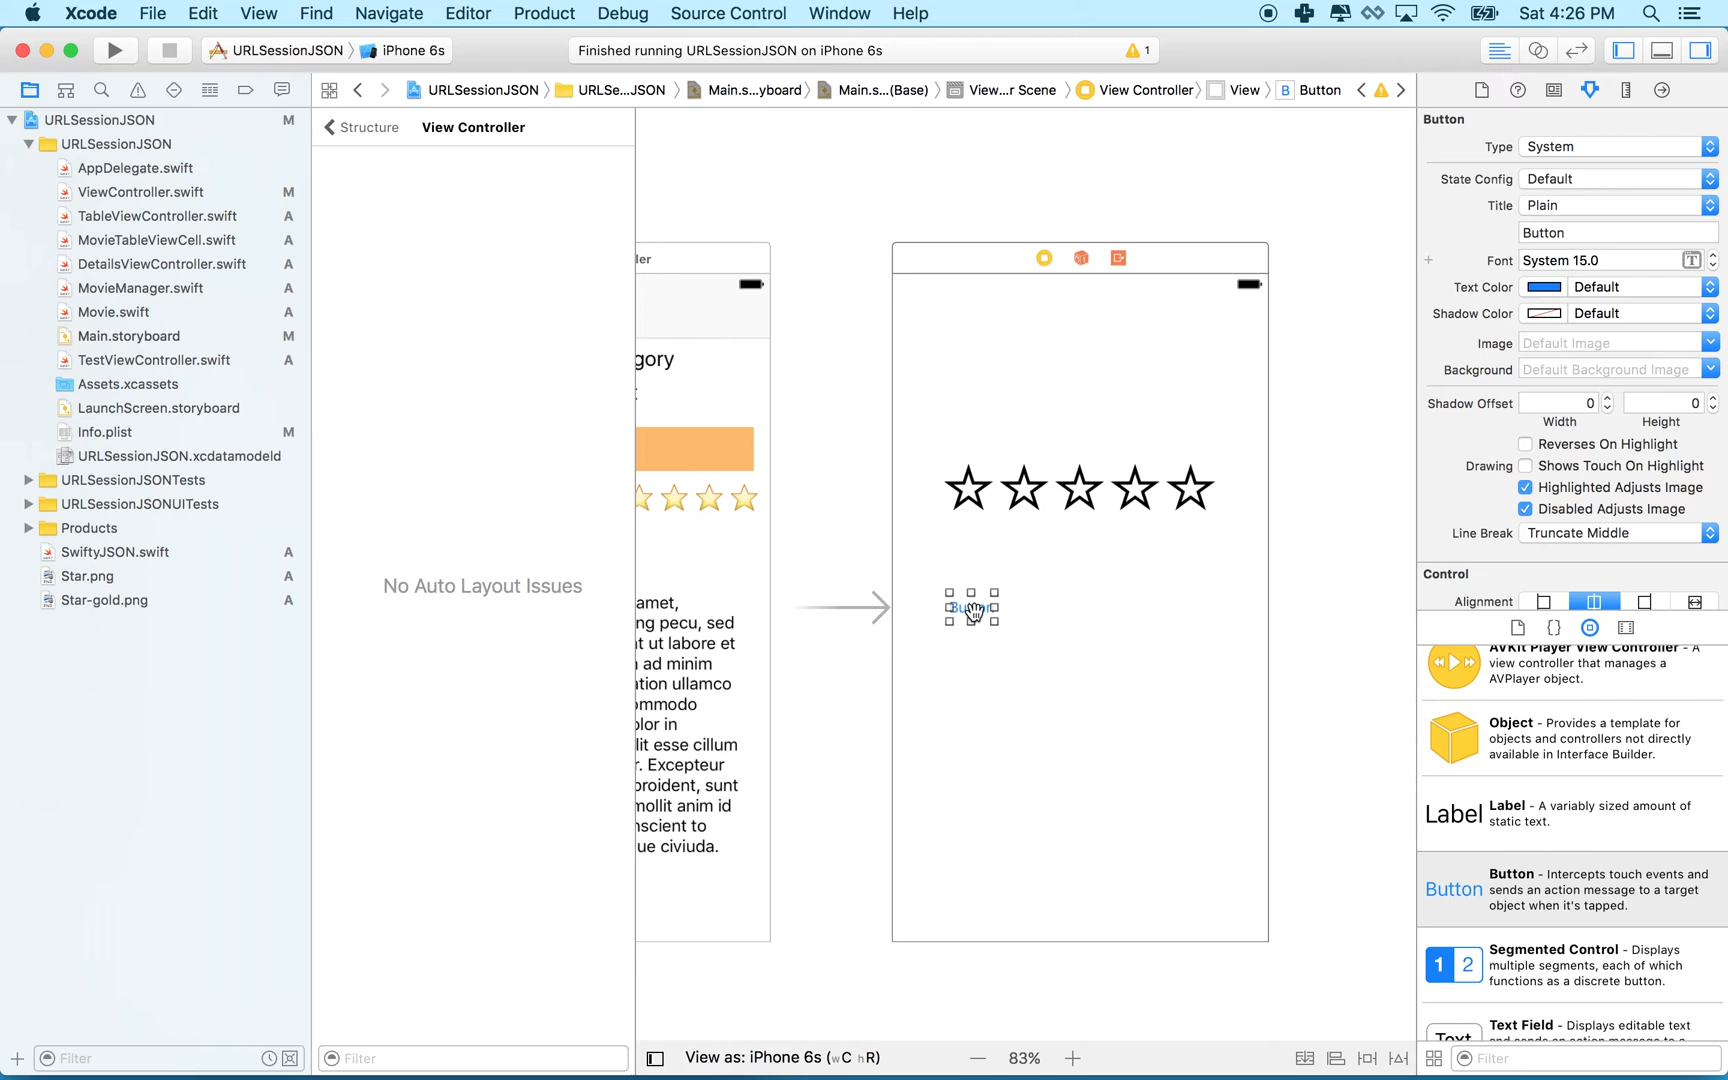 Xcode File Edit View Find Navigate Editor Product Debug Source Control Window Help Sat 4:26 PM
URLSessionJSON iPhone 6s Finished running URLSessionJSON on iPhone 6s 1
URLSessionJSON URLSe...JSON Main.s...yboard Main.s...(Base) View...r Scene View Controller View B Button
URLSessionJSON M
URLSessionJSON
AppDelegate.swift
ViewController.swift M
TableViewController.swift A
MovieTableViewCell.swift A
DetailsViewController.swift A
MovieManager.swift A
Movie.swift A
Main.storyboard M
TestViewController.swift A
Assets.xcassets
LaunchScreen.storyboard
Info.plist M
URLSessionJSON.xcdatamodeld
URLSessionJSONTests
URLSessionJSONUITests
Products
SwiftyJSON.swift A
Star.png A
Star-gold.png A
Filter
Structure View Controller
No Auto Layout Issues
Filter
ler
gory
amet,
ng pecu, sed
t ut labore et
ad minim
ation ullamco
ommodo
olor in
lit esse cillum
r. Excepteur
proident, sunt
mollit anim id
nscient to
ue civiuda.
Button
View as: iPhone 6s (wC hR) — 83% +
Button
Type System
State Config Default
Title Plain
Button
+ Font System 15.0 T
Text Color Default
Shadow Color Default
Image Default Image
Background Default Background Image
Shadow Offset 0 0
Width Height
Reverses On Highlight
Drawing Shows Touch On Highlight
Highlighted Adjusts Image
Disabled Adjusts Image
Line Break Truncate Middle
Control
Alignment
{}
AVKit Player View Controller - A
view controller that manages a
AVPlayer object.
Object - Provides a template for
objects and controllers not directly
available in Interface Builder.
Label Label - A variably sized amount of
static text.
Button Button - Intercepts touch events and
sends an action message to a target
object when it's tapped.
1 2 Segmented Control - Displays
multiple segments, each of which
functions as a discrete button.
Text Text Field - Displays editable text
and sends an action message to a
Filter